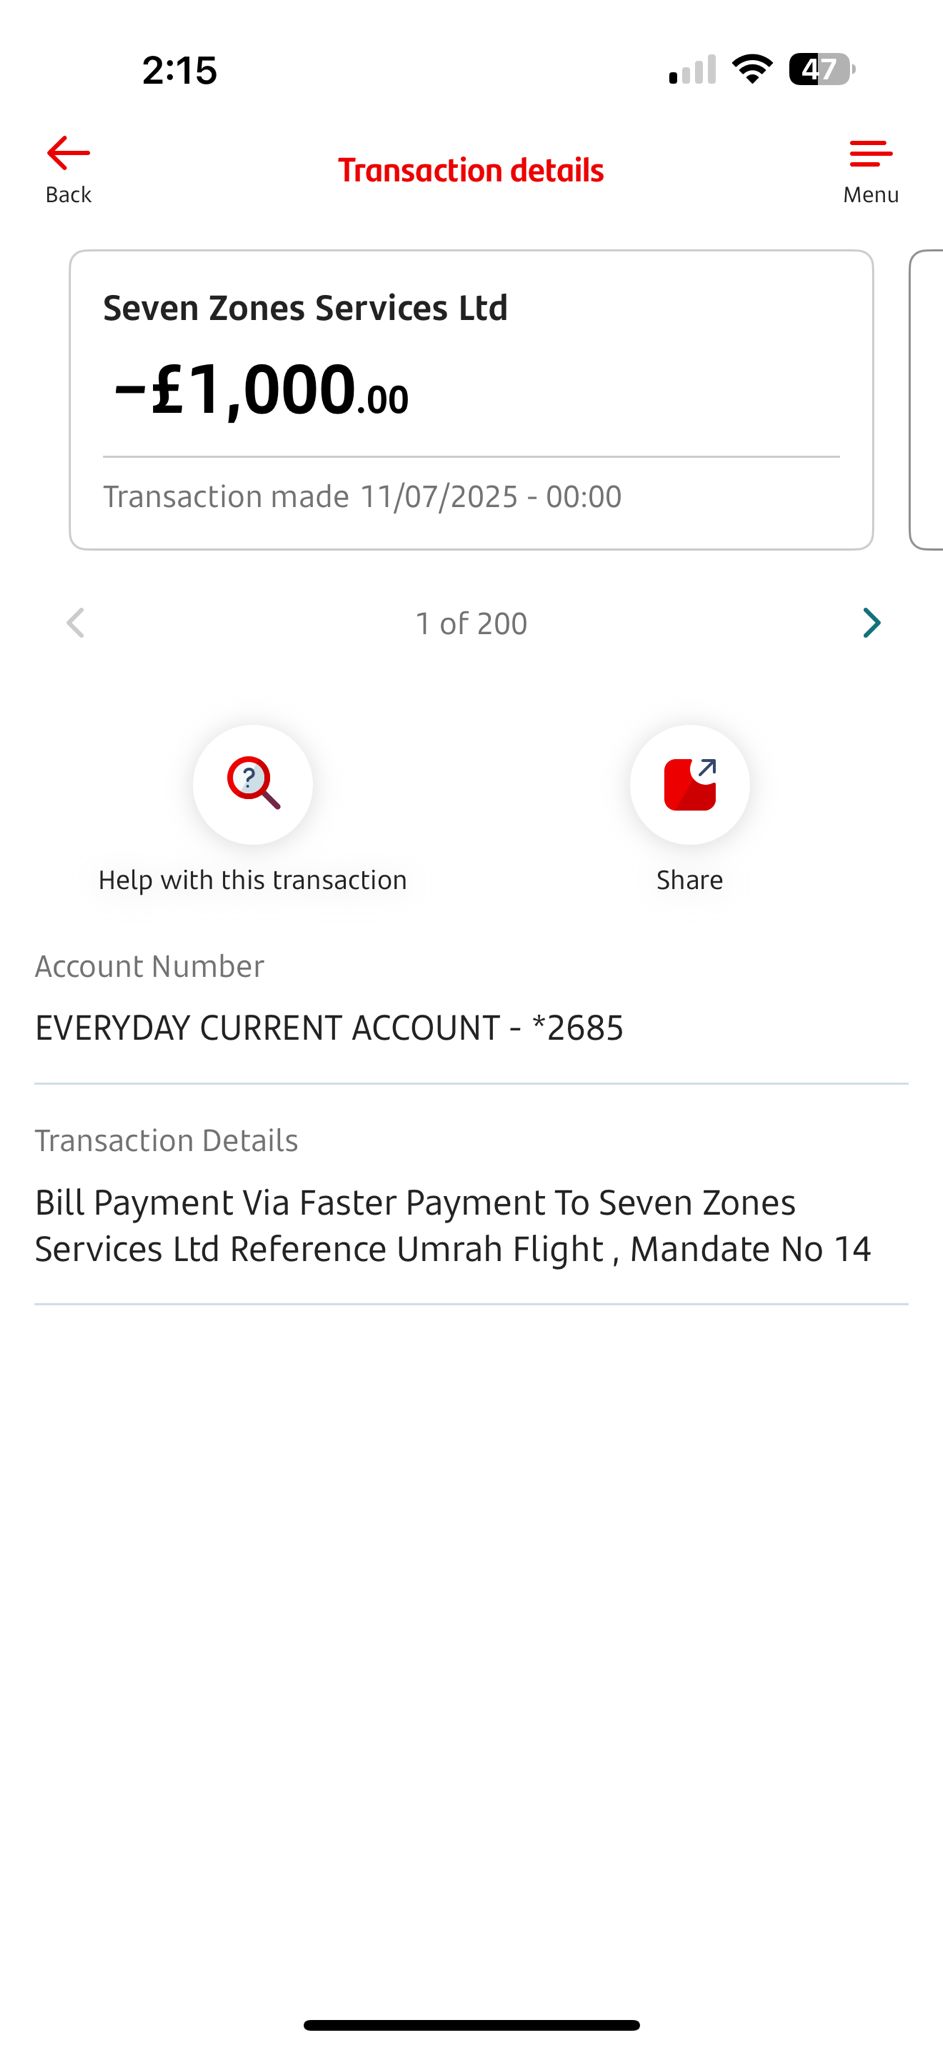 2:15
47
Back
Transaction details
Menu
Seven Zones Services Ltd
-£1,000.00
Transaction made 11/07/2025 - 00:00
1 of 200
?
Help with this transaction
Share
Account Number
EVERYDAY CURRENT ACCOUNT - *2685
Transaction Details
Bill Payment Via Faster Payment To Seven Zones
Services Ltd Reference Umrah Flight , Mandate No 14